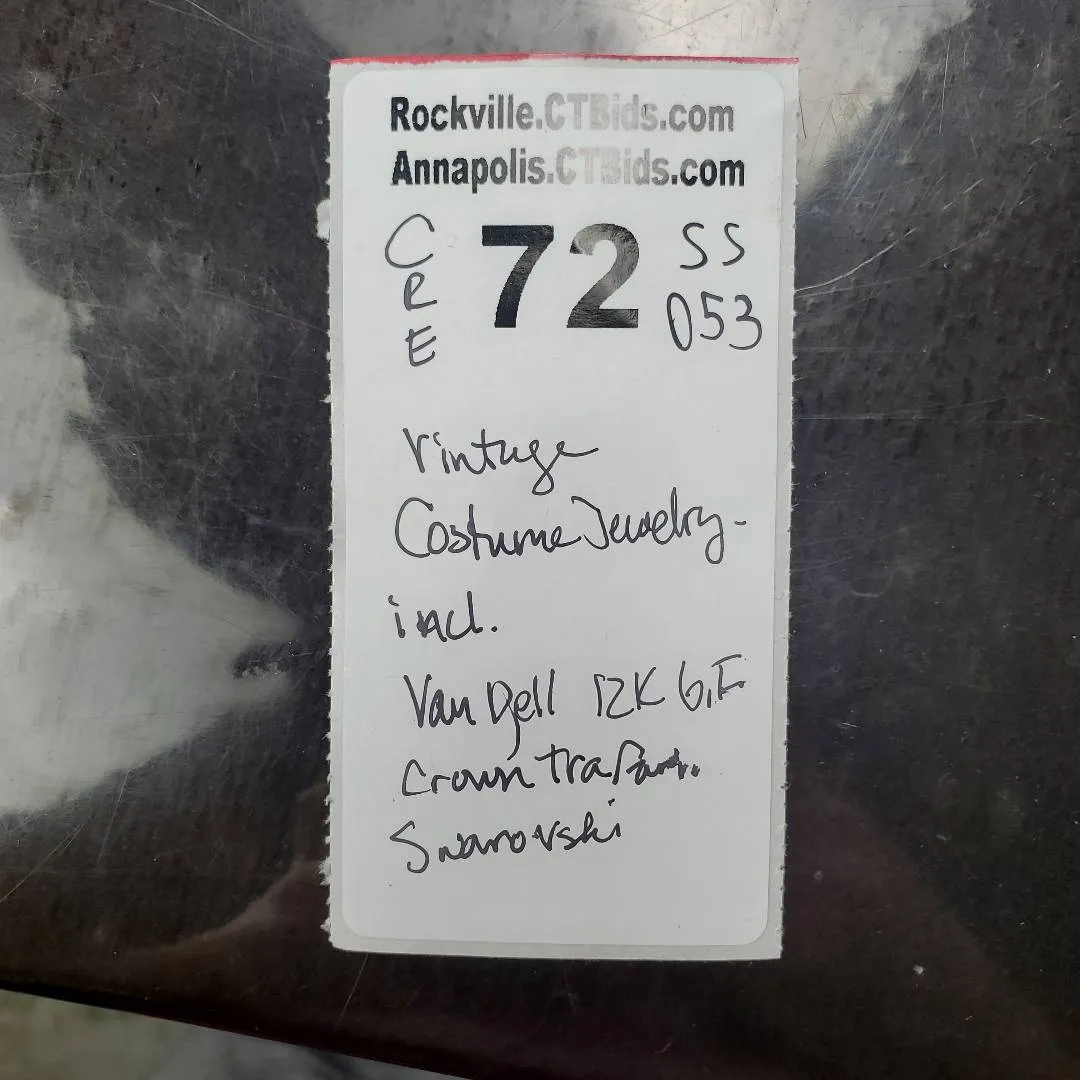 Rockville.CTBids.com
Annapolis.CTBids.com
CRE 72 SS 053
Vintage
Costume Jewelry-
incl.
Van Dell 12K G.F
Crown Trafari.
Swarovski